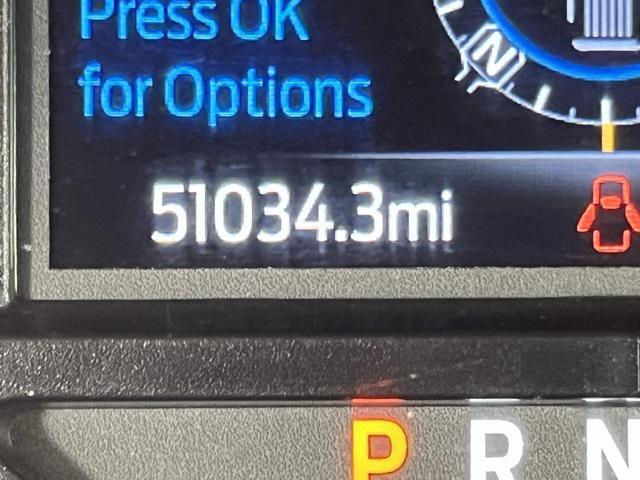 Press OK
for Options
N
51034.3mi
P R N